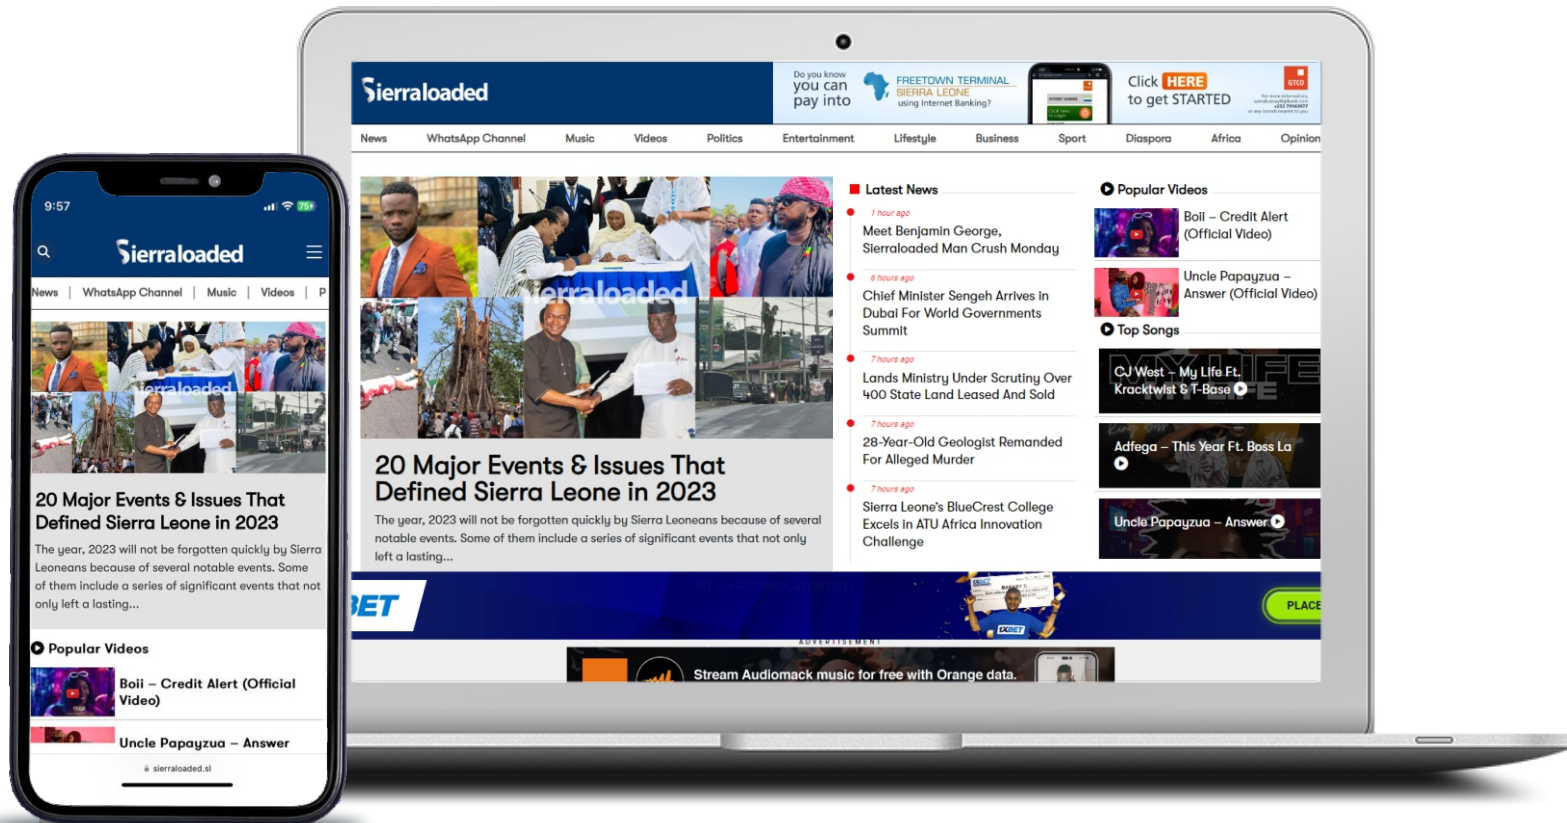 9:57
75
Sierraloaded
News | WhatsApp Channel | Music | Videos | P
sierraloaded
20 Major Events & Issues That
Defined Sierra Leone in 2023
The year, 2023 will not be forgotten quickly by Sierra
Leoneans because of several notable events. Some
of them include a series of significant events that not
only left a lasting...
Popular Videos
Boii – Credit Alert (Official
Video)
Uncle Papayzua – Answer
sierraloaded.sl
Sierraloaded
Do you know
you can
pay into
FREETOWN TERMINAL
SIERRA LEONE
using Internet Banking?
Click HERE
to get STARTED
GTCO
News WhatsApp Channel Music Videos Politics Entertainment Lifestyle Business Sport Diaspora Africa Opinion
sierraloaded
20 Major Events & Issues That
Defined Sierra Leone in 2023
The year, 2023 will not be forgotten quickly by Sierra Leoneans because of several
notable events. Some of them include a series of significant events that not only
left a lasting...
Latest News
1 hour ago
Meet Benjamin George,
Sierraloaded Man Crush Monday
6 hours ago
Chief Minister Sengeh Arrives in
Dubai For World Governments
Summit
7 hours ago
Lands Ministry Under Scrutiny Over
400 State Land Leased And Sold
7 hours ago
28-Year-Old Geologist Remanded
For Alleged Murder
7 hours ago
Sierra Leone's BlueCrest College
Excels in ATU Africa Innovation
Challenge
Popular Videos
Boii – Credit Alert
(Official Video)
Uncle Papayzua –
Answer (Official Video)
Top Songs
MY LIFE
CJ West – My Life Ft.
Kracktwist & T-Base
Adfega – This Year Ft. Boss La
Uncle Papayzua – Answer
BET
1XBET
PLACE
ADVERTISEMENT
Stream Audiomack music for free with Orange data.